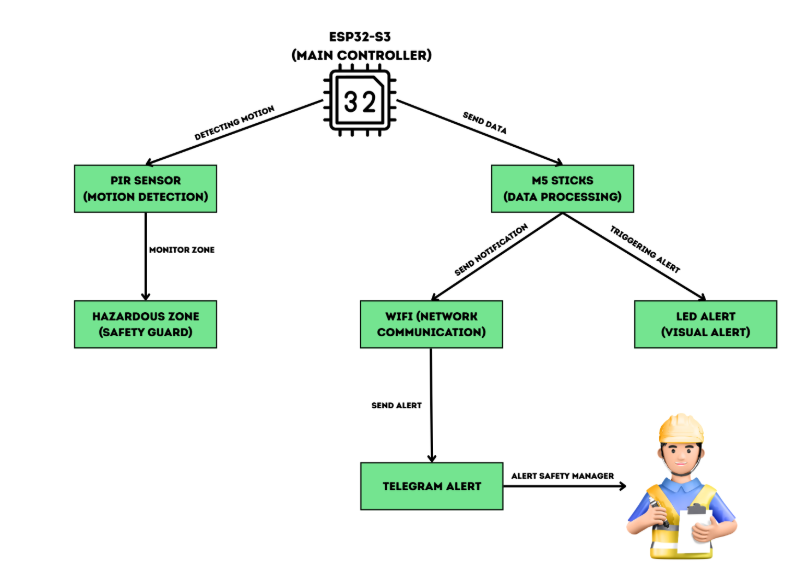 ESP32-S3
(MAIN CONTROLLER)
32
DETECTING MOTION
SEND DATA
PIR SENSOR
(MOTION DETECTION)
M5 STICKS
(DATA PROCESSING)
MONITOR ZONE
SEND NOTIFICATION
TRIGGERING ALERT
HAZARDOUS ZONE
(SAFETY GUARD)
WIFI (NETWORK
COMMUNICATION)
LED ALERT
(VISUAL ALERT)
SEND ALERT
TELEGRAM ALERT
ALERT SAFETY MANAGER